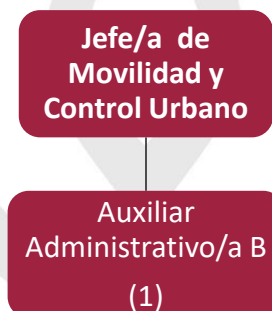 Jefe/a de
Movilidad y
Control Urbano
Auxiliar
Administrativo/a B
(1)